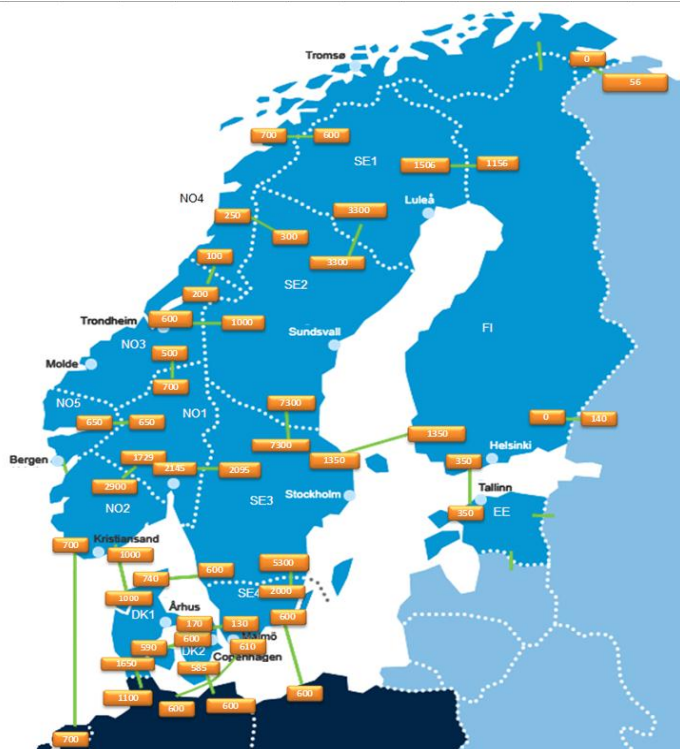 Tromsø
0
56
700 600
SE1
1506 1156
NO4
Luleå
250
3300
300
100
3300
200
SE2
600 1000
Trondheim
FI
NO3
Sundsvall
500
Molde
700
NO5
7300
NO1
650 650
0 140
1350
7300
Helsinki
Bergen
1729
2145 2095
1350
350
2900
Tallinn
Stockholm
SE3
NO2
350
EE
Kristiansand
700
1000
5300
740 600
SE4
2000
1000
Århus
DK1
600
170 130
600
590
610
DK2
Copenhagen
1650
585
1100
600
600
600
700